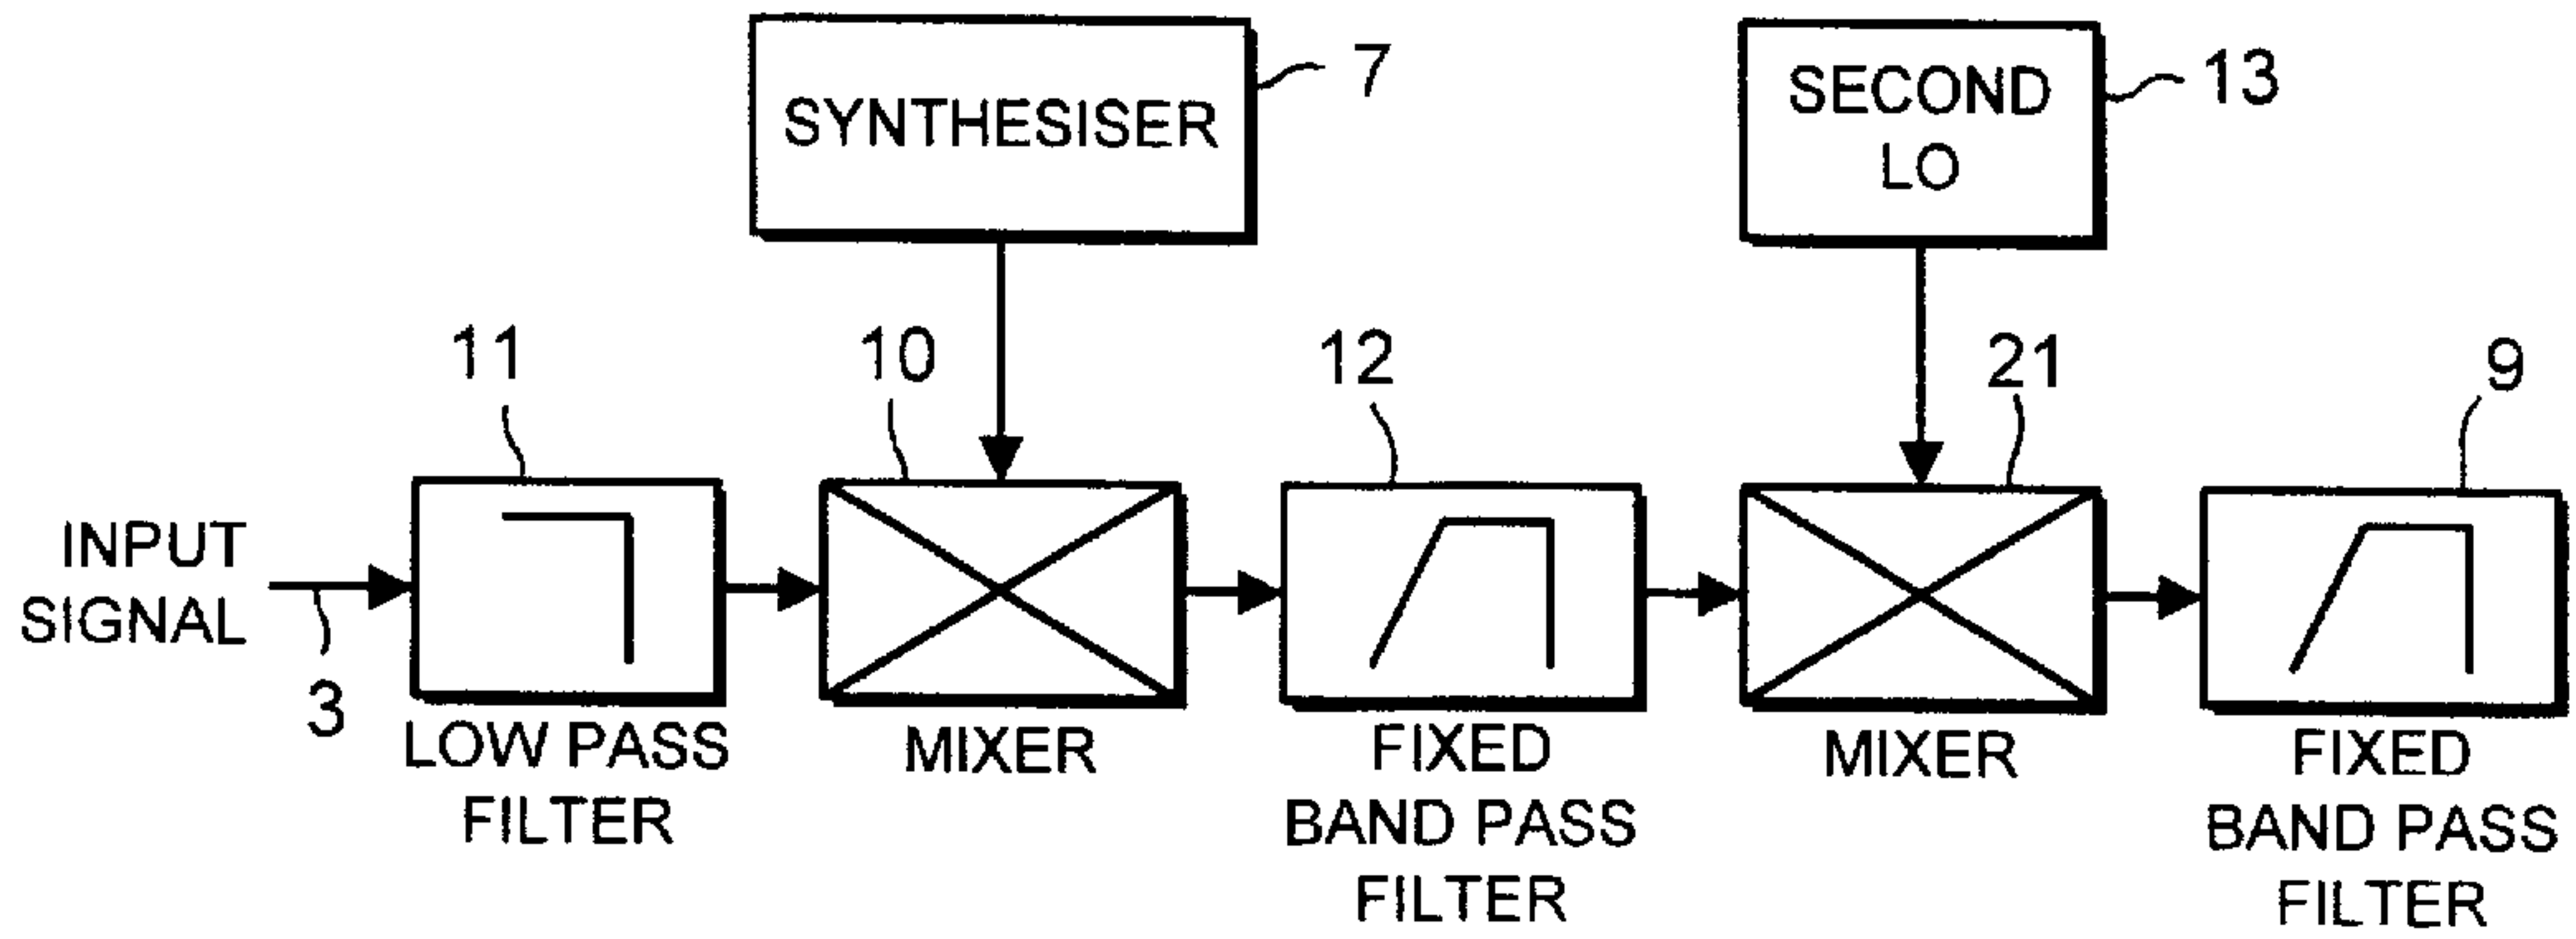 SYNTHESISER
7
SECOND
LO
13
11
10
12
21
9
INPUT
SIGNAL
3
LOW PASS
FILTER
MIXER
FIXED
BAND PASS
FILTER
MIXER
FIXED
BAND PASS
FILTER